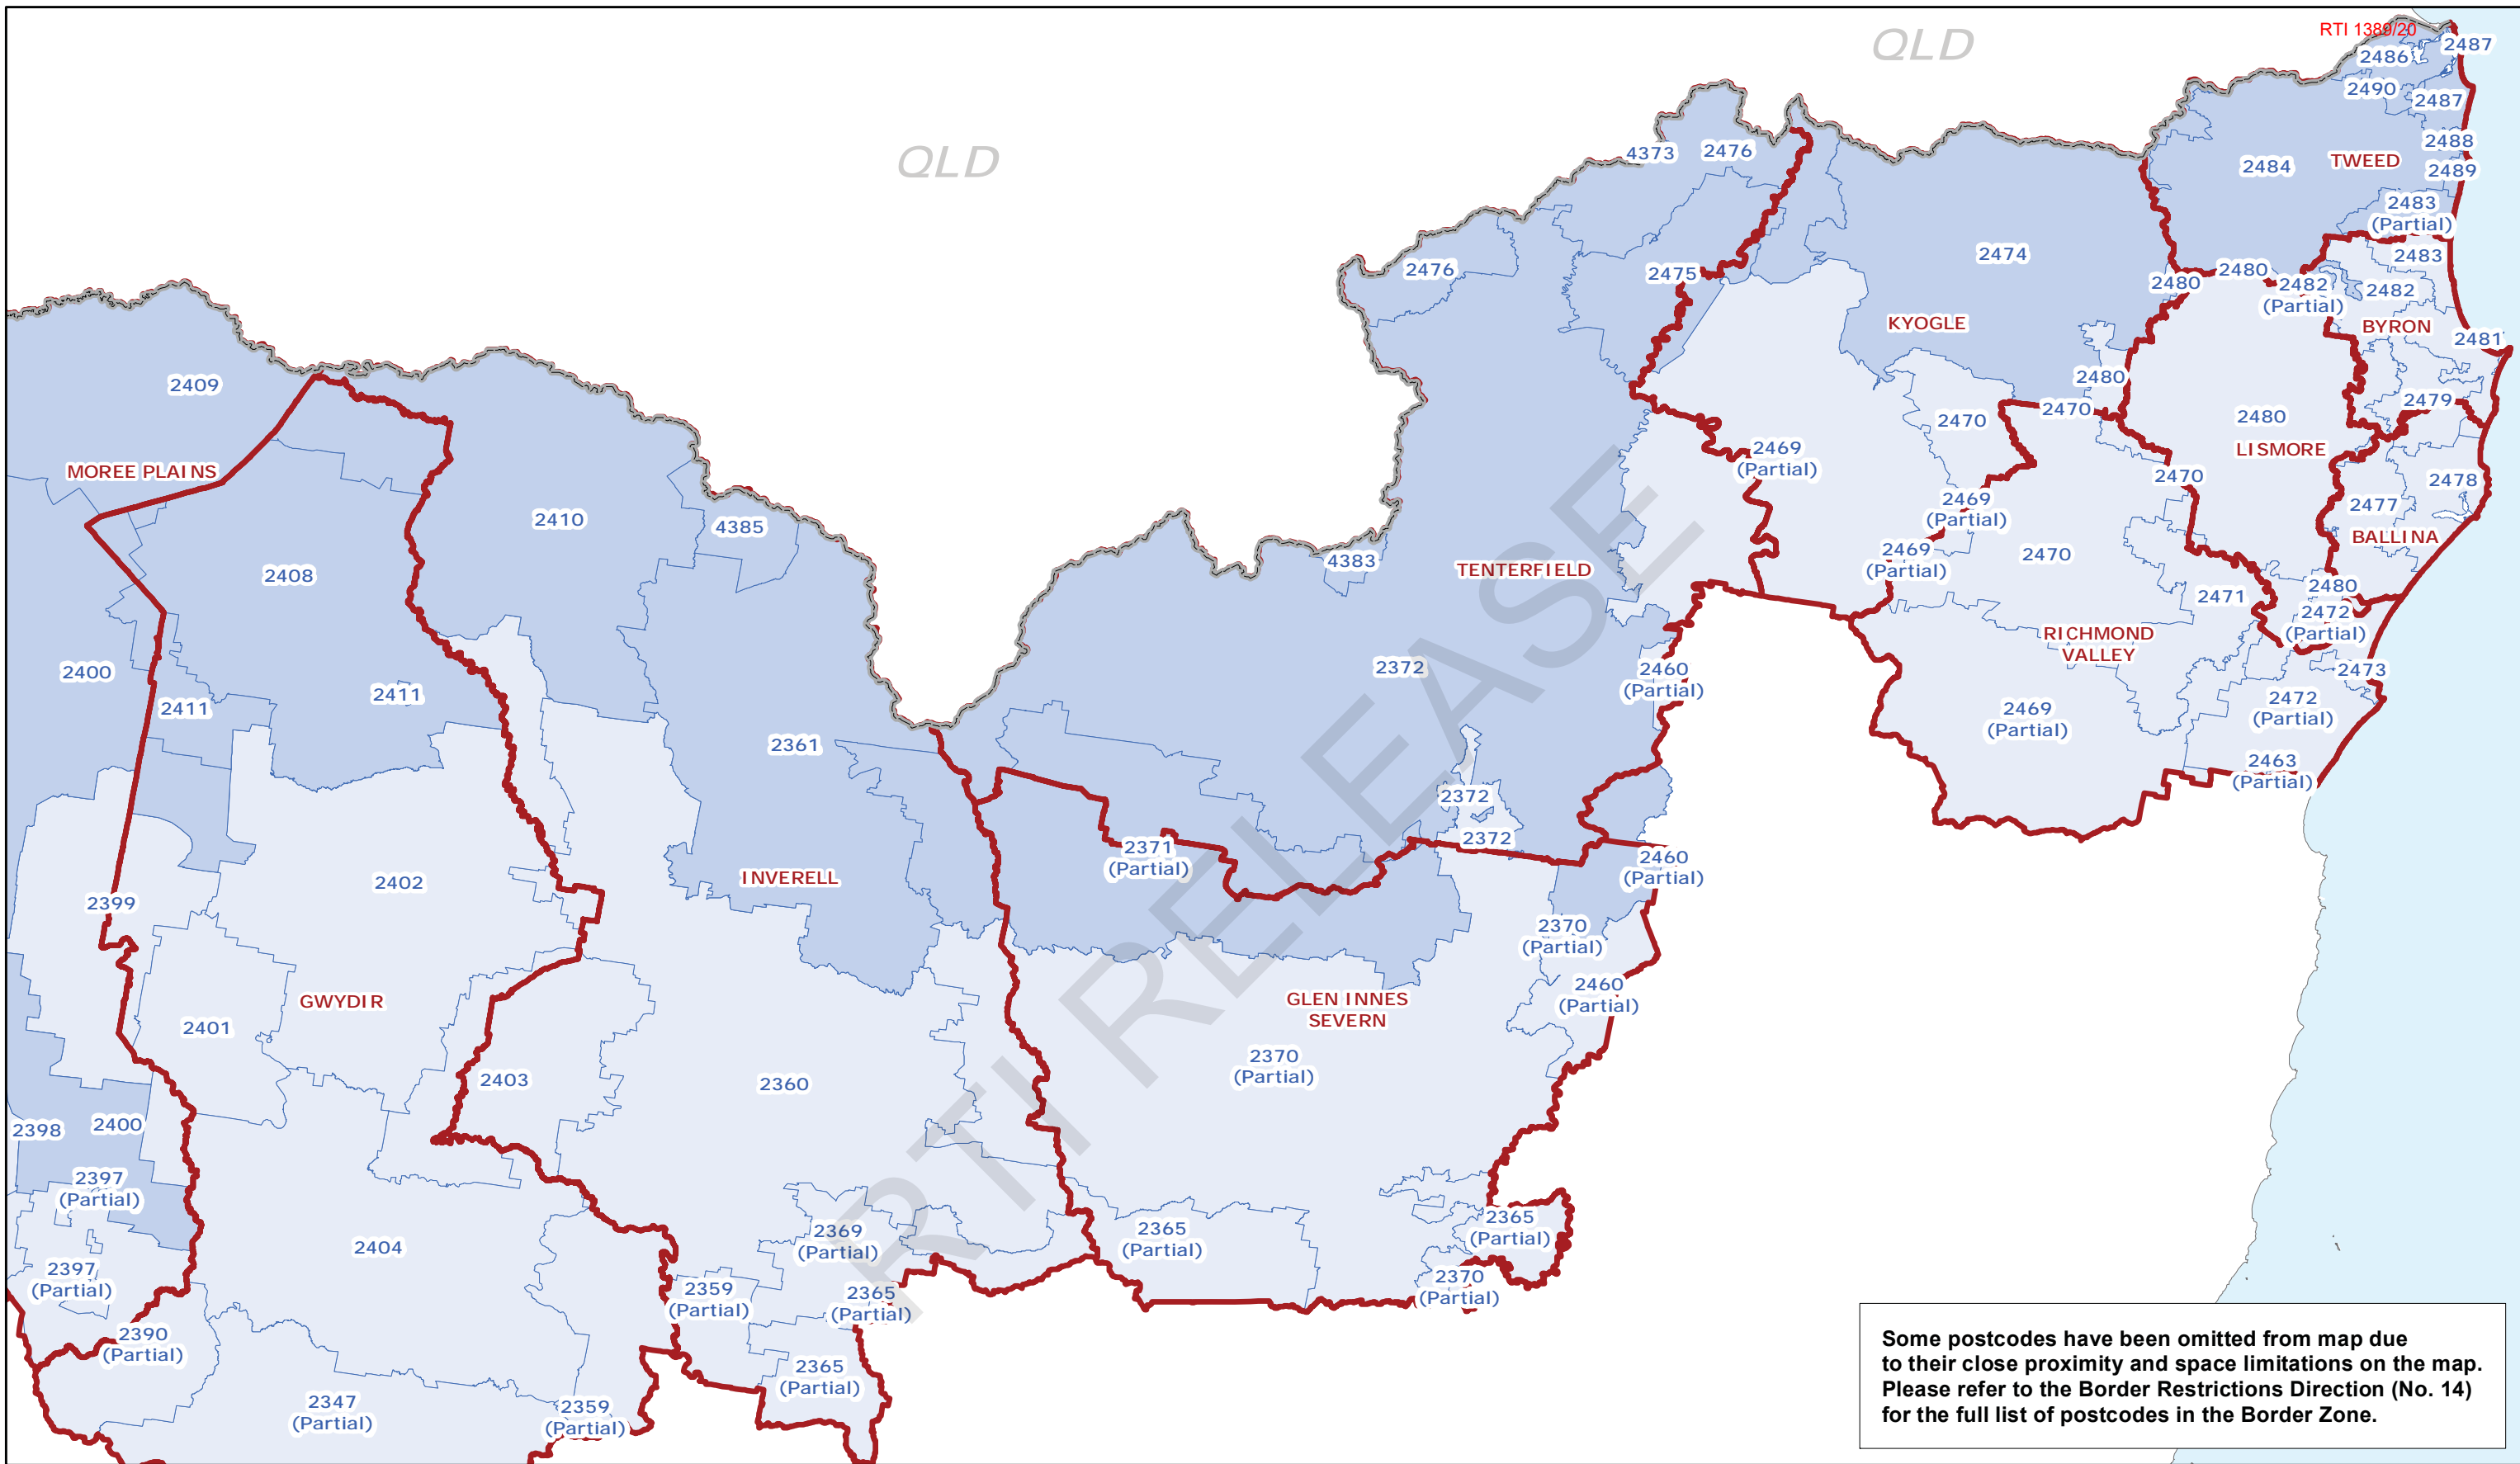 QLD
RTI 1389/20
2487
2486
2490
2487
QLD
4373
2476
2488
TWEED
2484
2489
2483
(Partial)
2474
2483
2476
2475
2480
2480
2482
(Partial)
2482
KYOGLE
BYRON
2481
2409
2480
2479
2470
2470
2480
MOREE PLAINS
2469
(Partial)
LISMORE
2470
2478
2469
(Partial)
2477
2410
4385
BALLINA
2469
(Partial)
2470
4383
TENTERFIELD
2408
2480
2471
2472
(Partial)
RICHMOND
VALLEY
2400
2372
2460
(Partial)
2473
2411
2411
2472
(Partial)
2469
(Partial)
2361
2463
(Partial)
2372
2372
2371
(Partial)
2460
(Partial)
INVERELL
2402
2399
2370
(Partial)
2460
(Partial)
GWYDIR
GLEN INNES
SEVERN
2401
2370
(Partial)
2403
2360
2398
2400
2397
(Partial)
2365
(Partial)
2369
(Partial)
2365
(Partial)
2404
2397
(Partial)
2359
(Partial)
2365
(Partial)
2370
(Partial)
2390
(Partial)
2365
(Partial)
2347
(Partial)
2359
(Partial)
RTI RELEASE
Some postcodes have been omitted from map due
to their close proximity and space limitations on the map.
Please refer to the Border Restrictions Direction (No. 14)
for the full list of postcodes in the Border Zone.